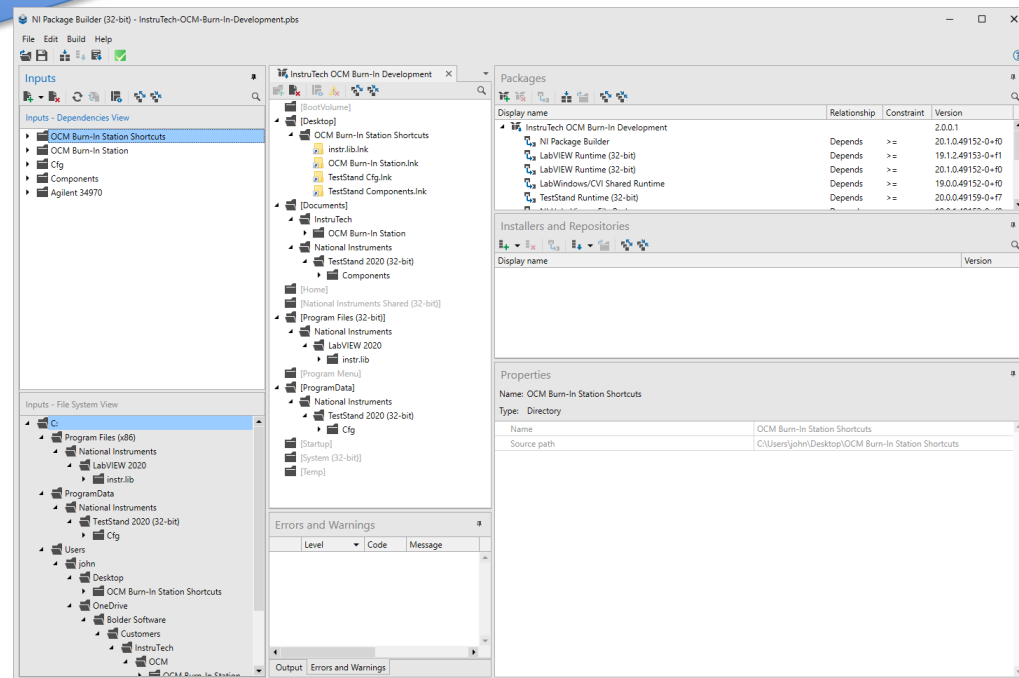 NI Package Builder (32-bit) - InstruTech-OCM-Burn-In-Development.pbs
File Edit Build Help
Inputs
Inputs - Dependencies View
OCM Burn-In Station Shortcuts
OCM Burn-In Station
Cfg
Components
Agilent 34970
Inputs - File System View
C:
Program Files (x86)
National Instruments
LabVIEW 2020
instr.lib
ProgramData
National Instruments
TestStand 2020 (32-bit)
Cfg
Users
john
Desktop
OCM Burn-In Station Shortcuts
OneDrive
Bolder Software
Customers
InstruTech
OCM
OCM Burn-In Station
InstruTech OCM Burn-In Development
[BootVolume]
[Desktop]
OCM Burn-In Station Shortcuts
instr.lib.lnk
OCM Burn-In Station.lnk
TestStand Cfg.lnk
TestStand Components.lnk
[Documents]
InstruTech
OCM Burn-In Station
National Instruments
TestStand 2020 (32-bit)
Components
[Home]
[National Instruments Shared (32-bit)]
[Program Files (32-bit)]
National Instruments
LabVIEW 2020
instr.lib
[Program Menu]
[ProgramData]
National Instruments
TestStand 2020 (32-bit)
Cfg
[Startup]
[System (32-bit)]
[Temp]
Errors and Warnings
Level Code Message
Output Errors and Warnings
Packages
Display name Relationship Constraint Version
InstruTech OCM Burn-In Development 2.0.0.1
NI Package Builder Depends >= 20.1.0.49152-0+f0
LabVIEW Runtime (32-bit) Depends >= 19.1.2.49153-0+f1
LabVIEW Runtime (32-bit) Depends >= 20.1.0.49152-0+f0
LabWindows/CVI Shared Runtime Depends >= 19.0.0.49152-0+f0
TestStand Runtime (32-bit) Depends >= 20.0.0.49159-0+f7
Installers and Repositories
Display name Version
Properties
Name: OCM Burn-In Station Shortcuts
Type: Directory
Name OCM Burn-In Station Shortcuts
Source path C:\Users\john\Desktop\OCM Burn-In Station Shortcuts